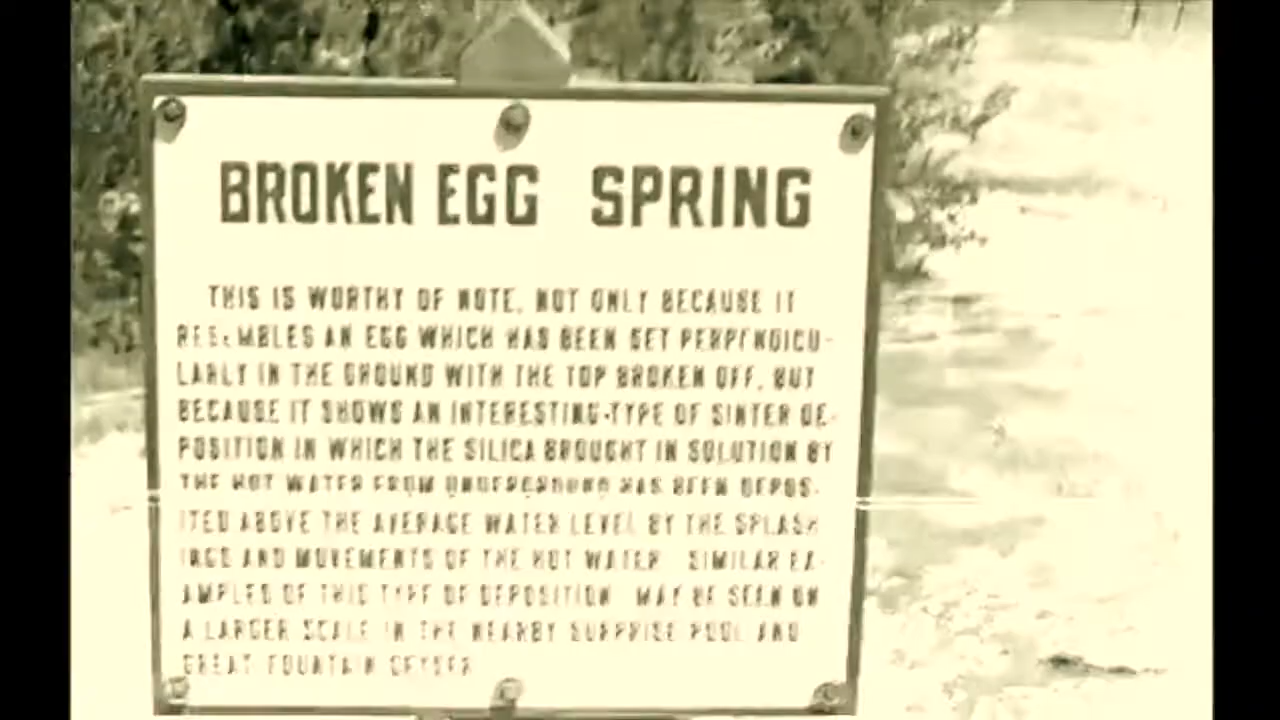 BROKEN EGG SPRING
THIS IS WORTHY OF NOTE, NOT ONLY BECAUSE IT
RESEMBLES AN EGG WHICH HAS BEEN SET PERPENDICU-
LARLY IN THE GROUND WITH THE TOP BROKEN OFF, BUT
BECAUSE IT SHOWS AN INTERESTING-TYPE OF SINTER DE-
POSITION IN WHICH THE SILICA BROUGHT IN SOLUTION BY
THE HOT WATER FROM UNDERGROUND HAS BEEN DEPOS-
ITED ABOVE THE AVERAGE WATER LEVEL BY THE SPLASH
INGS AND MOVEMENTS OF THE HOT WATER. SIMILAR EX-
AMPLES OF THIS TYPE OF DEPOSITION MAY BE SEEN ON
A LARGER SCALE IN THE NEARBY SURPRISE POOL AND
GREAT FOUNTAIN GEYSER